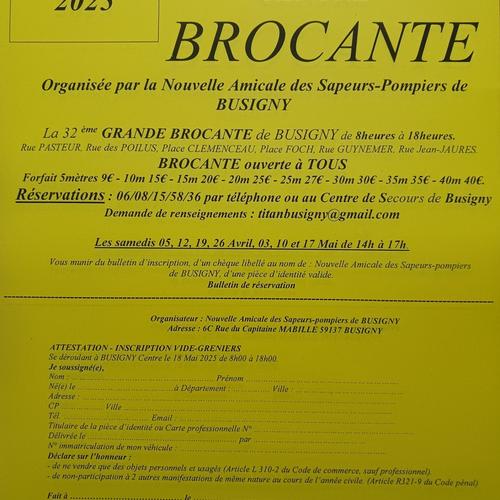 2025
BROCANTE
Organisée par la Nouvelle Amicale des Sapeurs-Pompiers de
BUSIGNY
La 32 ème GRANDE BROCANTE de BUSIGNY de 8heures à 18heures.
Rue PASTEUR, Rue des POILUS, Place CLEMENCEAU, Place FOCH, Rue GUYNEMER, Rue Jean-JAURES.
BROCANTE ouverte à TOUS
Forfait 5mètres 9€ - 10m 15€ - 15m 20€ - 20m 25€ - 25m 27€ - 30m 30€ - 35m 35€ - 40m 40€.
Réservations : 06/08/15/58/36 par téléphone ou au Centre de Secours de Busigny
Demande de renseignements : titanbusigny@gmail.com
Les samedis 05, 12, 19, 26 Avril, 03, 10 et 17 Mai de 14h à 17h.
Vous munir du bulletin d'inscription, d'un chèque libellé au nom de : Nouvelle Amicale des Sapeurs-pompiers
de BUSIGNY, d'une pièce d'identité valide.
Bulletin de réservation
Organisateur : Nouvelle Amicale des Sapeurs-pompiers de BUSIGNY
Adresse : 6C Rue du Capitaine MABILLE 59137 BUSIGNY
ATTESTATION - INSCRIPTION VIDE-GRENIERS
Se déroulant à BUSIGNY Centre le 18 Mai 2025 de 8h00 à 18h00.
Je soussigné(e),
Nom : Prénom
Né(e) le à Département : Ville :
Adresse :
CP Ville
Tél. Email :
Titulaire de la pièce d'identité ou Carte professionnelle N°
Délivrée le par
N° immatriculation de mon véhicule :
Déclare sur l'honneur :
- de ne vendre que des objets personnels et usagés (Article L 310-2 du Code de commerce, sauf professionnel).
- de non-participation à 2 autres manifestations de même nature au cours de l'année civile. (Article R321-9 du Code pénal)
Fait à le